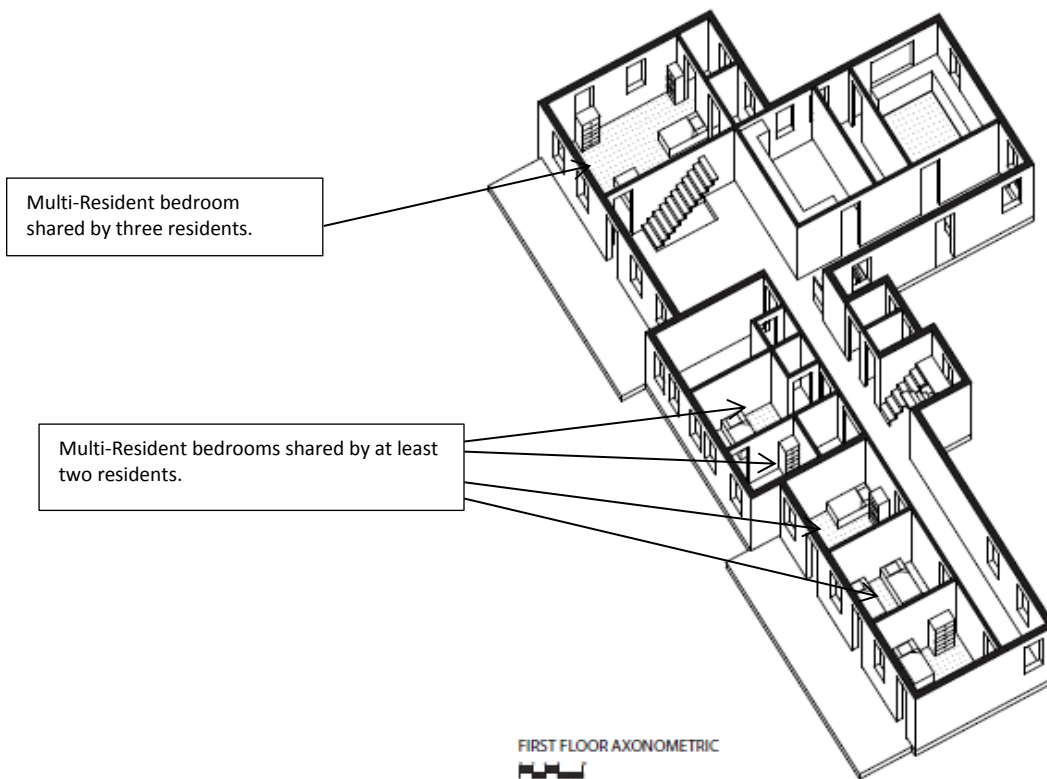 Multi-Resident bedroom
shared by three residents.
Multi-Resident bedrooms shared by at least
two residents.
FIRST FLOOR AXONOMETRIC